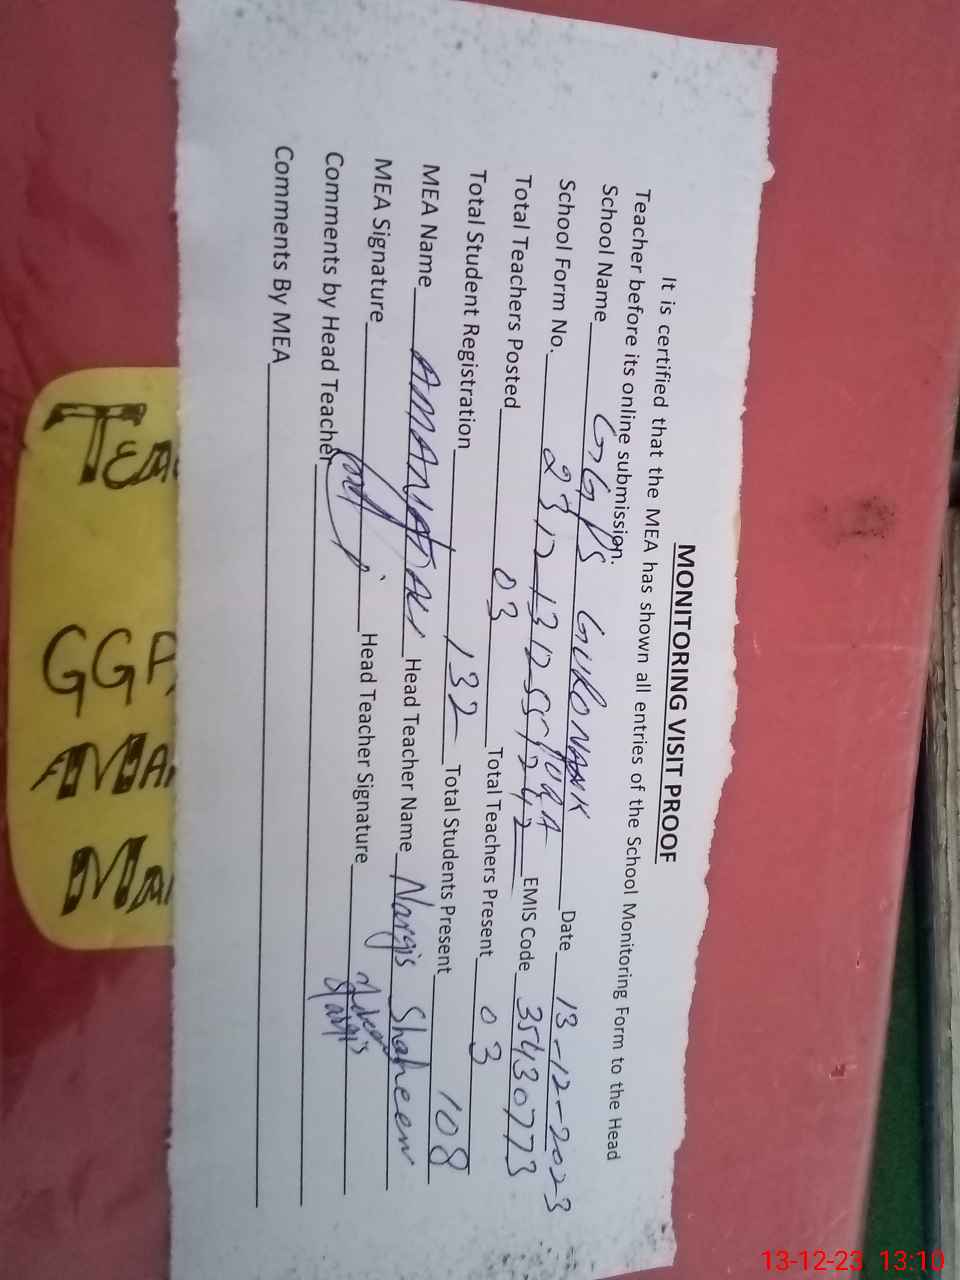 MONITORING VISIT PROOF
It is certified that the MEA has shown all entries of the School Monitoring Form to the Head
Teacher before its online submission.
School Name GGPS GURONANK Date 13-12-2023
School Form No. EMIS Code 35430773
Total Teachers Posted 03 Total Teachers Present 03
Total Student Registration 132 Total Students Present 108
MEA Name Head Teacher Name Nargis Shaheen
MEA Signature Head Teacher Signature Nargis
Comments by Head Teacher
Comments By MEA
13-12-23 13:10